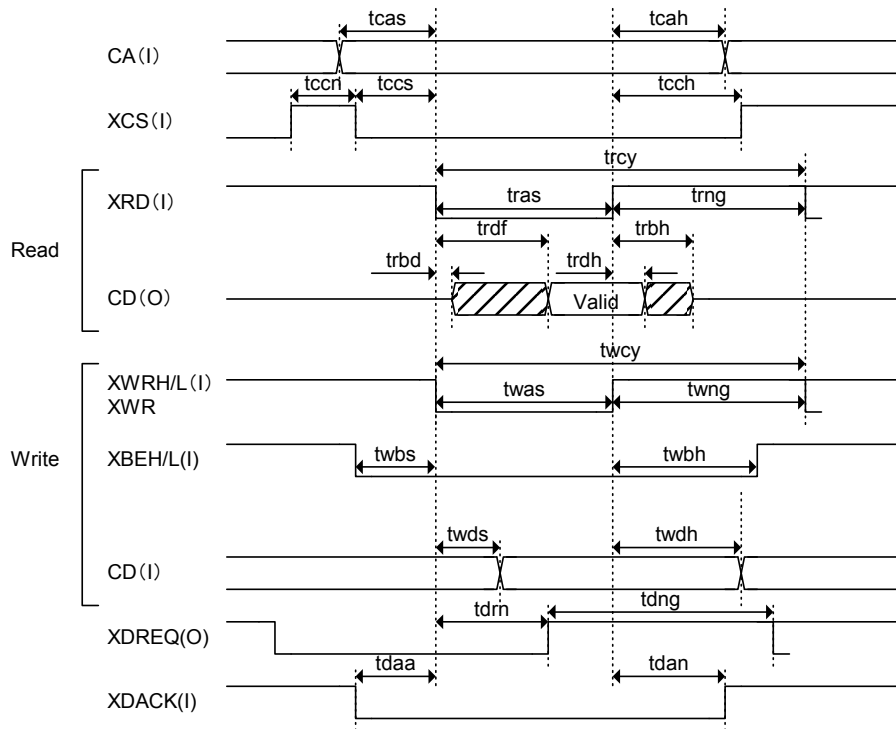 tcas tcah
CA(I)
tccn tccs tcch
XCS(I)
trcy
XRD(I)
tras trng
Read
trdf trbh
trbd trdh
CD(O) Valid
twcy
XWRH/L(I)
XWR
twas twng
Write
XBEH/L(I)
twbs twbh
twds twdh
CD(I)
tdrn tdng
XDREQ(O)
tdaa tdan
XDACK(I)